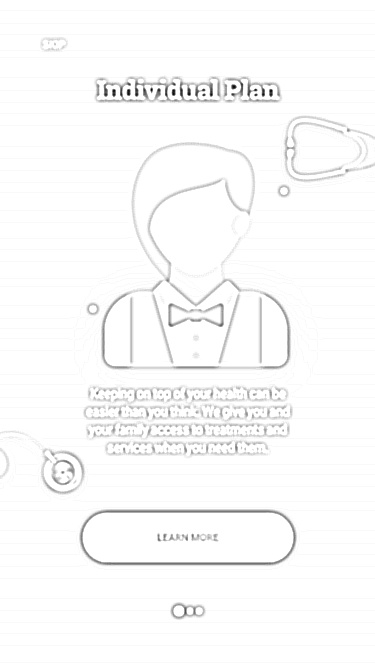 SKIP
Individual Plan
Keeping on top of your health can be
easier than you think. We give you and
your family access to treatments and
services when you need them.
LEARN MORE